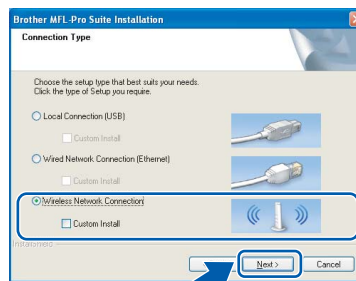 Brother MFL-Pro Suite Installation
Connection Type
Choose the setup type that best suits your needs.
Click the type of Setup you require.
Local Connection (USB)
Custom Install
Wired Network Connection (Ethernet)
Custom Install
Wireless Network Connection
Custom Install
InstallShield
Next >
Cancel